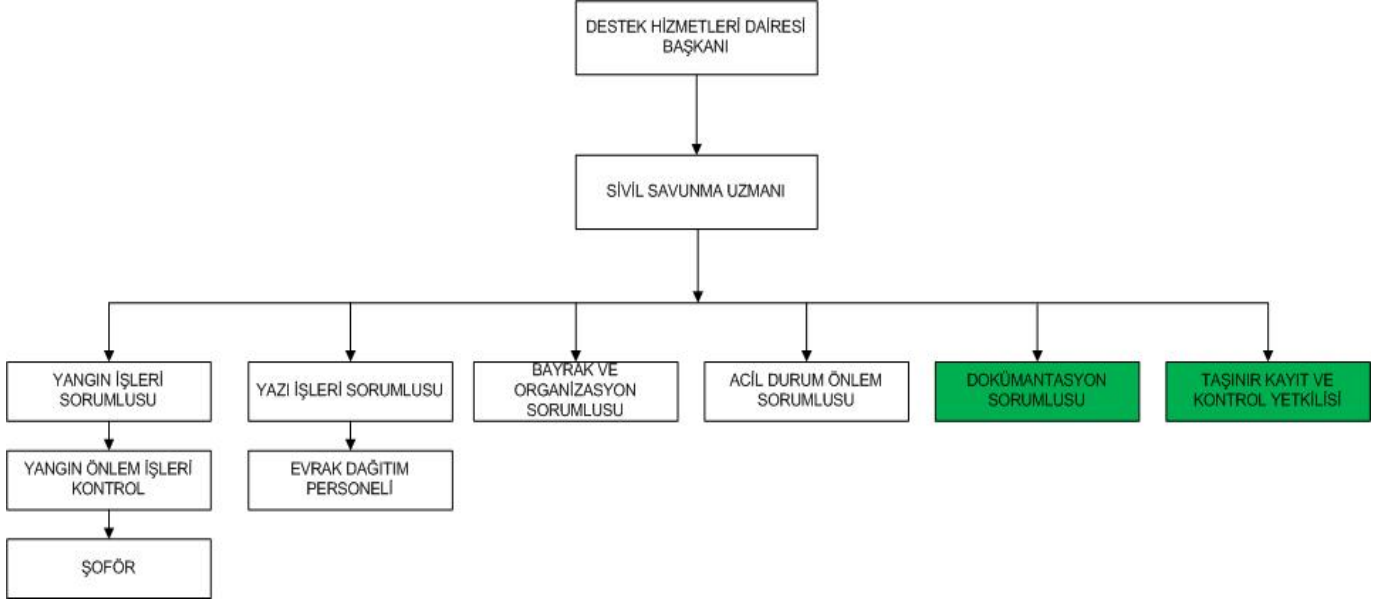 DESTEK HİZMETLERİ DAİRESİ
BAŞKANI
SİVİL SAVUNMA UZMANI
YANGIN İŞLERİ
SORUMLUSU
YAZI İŞLERİ SORUMLUSU
BAYRAK VE
ORGANİZASYON
SORUMLUSU
ACİL DURUM ÖNLEM
SORUMLUSU
DOKÜMANTASYON
SORUMLUSU
TAŞINIR KAYIT VE
KONTROL YETKİLİSİ
YANGIN ÖNLEM İŞLERİ
KONTROL
EVRAK DAĞITIM
PERSONELİ
ŞOFÖR